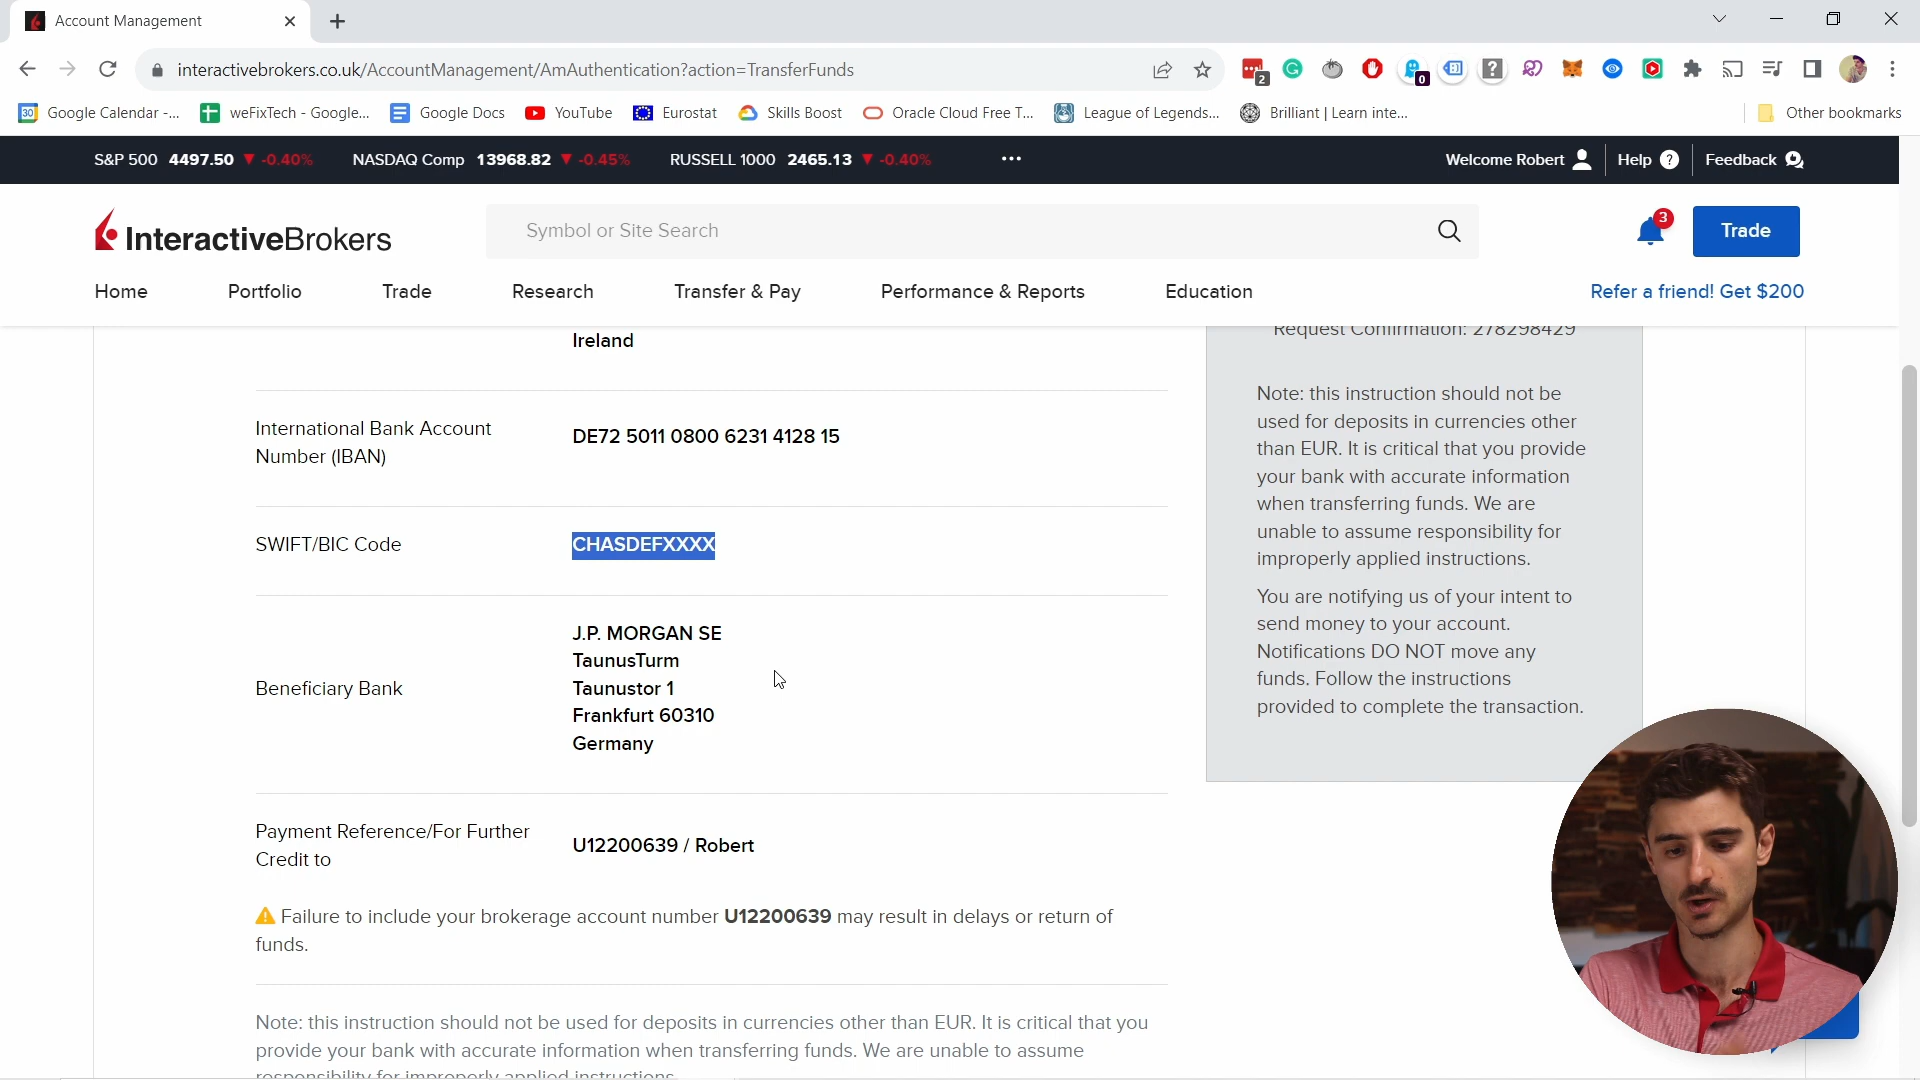 Account Management
interactivebrokers.co.uk/AccountManagement/AmAuthentication?action=TransferFunds
2
0
30 Google Calendar -...
weFixTech - Google...
Google Docs
YouTube
Eurostat
Skills Boost
Oracle Cloud Free T...
League of Legends...
Brilliant | Learn inte...
Other bookmarks
S&P 500 4497.50 ▼ -0.40%
NASDAQ Comp 13968.82 ▼ -0.45%
RUSSELL 1000 2465.13 ▼ -0.40%
•••
Welcome Robert
Help ?
Feedback
InteractiveBrokers
Symbol or Site Search
3
Trade
Home
Portfolio
Trade
Research
Transfer & Pay
Performance & Reports
Education
Refer a friend! Get $200
Ireland
International Bank Account
Number (IBAN)
DE72 5011 0800 6231 4128 15
SWIFT/BIC Code
CHASDEFXXXX
Beneficiary Bank
J.P. MORGAN SE
TaunusTurm
Taunustor 1
Frankfurt 60310
Germany
Payment Reference/For Further
Credit to
U12200639 / Robert
Failure to include your brokerage account number U12200639 may result in delays or return of
funds.
Note: this instruction should not be used for deposits in currencies other than EUR. It is critical that you
provide your bank with accurate information when transferring funds. We are unable to assume
responsibility for improperly applied instructions.
Request Confirmation: 278298429
Note: this instruction should not be
used for deposits in currencies other
than EUR. It is critical that you provide
your bank with accurate information
when transferring funds. We are
unable to assume responsibility for
improperly applied instructions.
You are notifying us of your intent to
send money to your account.
Notifications DO NOT move any
funds. Follow the instructions
provided to complete the transaction.